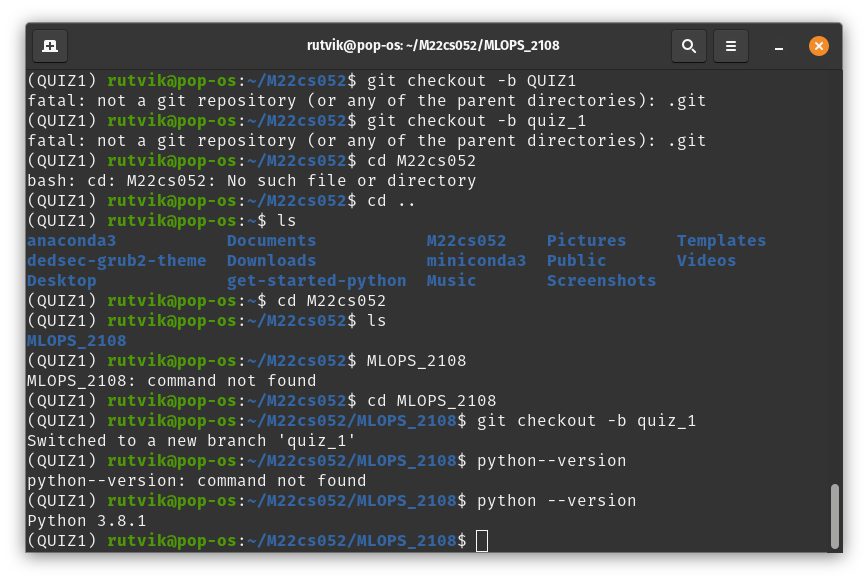 rutvik@pop-os: ~/M22cs052/MLOPS_2108
(QUIZ1) rutvik@pop-os:~/M22cs052$ git checkout -b QUIZ1
fatal: not a git repository (or any of the parent directories): .git
(QUIZ1) rutvik@pop-os:~/M22cs052$ git checkout -b quiz_1
fatal: not a git repository (or any of the parent directories): .git
(QUIZ1) rutvik@pop-os:~/M22cs052$ cd M22cs052
bash: cd: M22cs052: No such file or directory
(QUIZ1) rutvik@pop-os:~/M22cs052$ cd ..
(QUIZ1) rutvik@pop-os:~$ ls
anaconda3           Documents           M22cs052    Pictures     Templates
dedsec-grub2-theme  Downloads           miniconda3  Public       Videos
Desktop             get-started-python  Music       Screenshots
(QUIZ1) rutvik@pop-os:~$ cd M22cs052
(QUIZ1) rutvik@pop-os:~/M22cs052$ ls
MLOPS_2108
(QUIZ1) rutvik@pop-os:~/M22cs052$ MLOPS_2108
MLOPS_2108: command not found
(QUIZ1) rutvik@pop-os:~/M22cs052$ cd MLOPS_2108
(QUIZ1) rutvik@pop-os:~/M22cs052/MLOPS_2108$ git checkout -b quiz_1
Switched to a new branch 'quiz_1'
(QUIZ1) rutvik@pop-os:~/M22cs052/MLOPS_2108$ python--version
python--version: command not found
(QUIZ1) rutvik@pop-os:~/M22cs052/MLOPS_2108$ python --version
Python 3.8.1
(QUIZ1) rutvik@pop-os:~/M22cs052/MLOPS_2108$